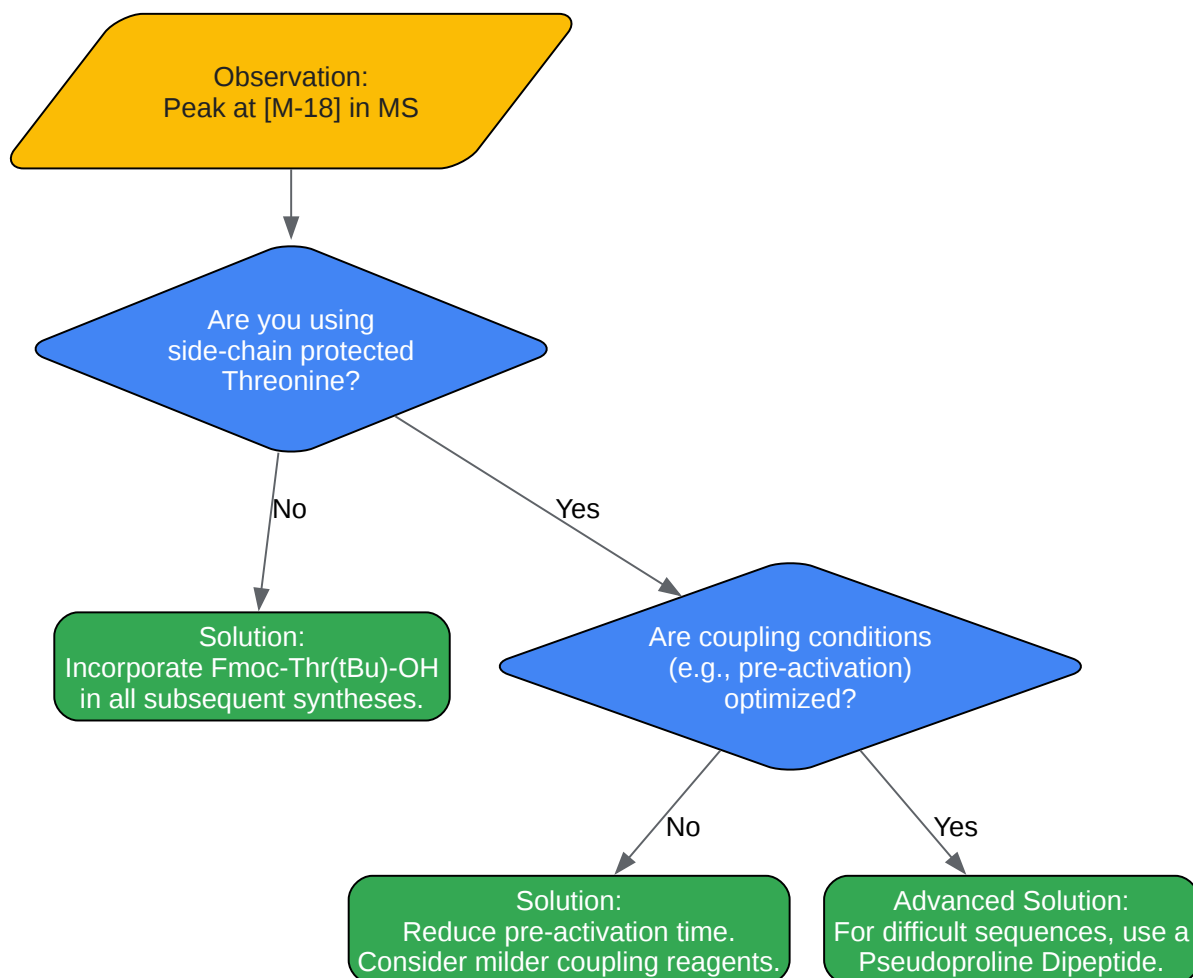 Observation:
Peak at [M-18] in MS
Are you using
side-chain protected
Threonine?
No
Yes
Solution:
Incorporate Fmoc-Thr(tBu)-OH
in all subsequent syntheses.
Are coupling conditions
(e.g., pre-activation)
optimized?
No
Yes
Solution:
Reduce pre-activation time.
Consider milder coupling reagents.
Advanced Solution:
For difficult sequences, use a
Pseudoproline Dipeptide.